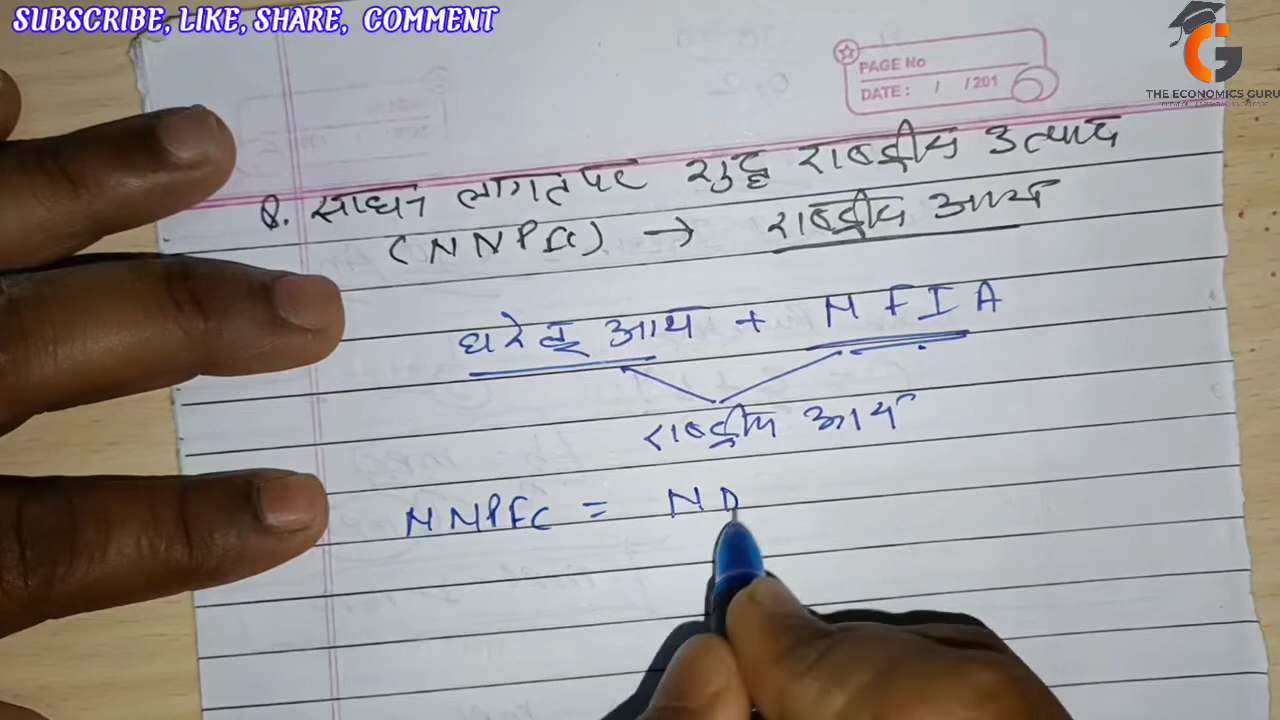 SUBSCRIBE, LIKE, SHARE, COMMENT
THE ECONOMICS GURU
PAGE No
DATE: / /201
Q. साधन लागत पर शुद्ध राष्ट्रीय उत्पाद
(NNPFC) → राष्ट्रीय आय
घरेलू आय + NFIA
राष्ट्रीय आय
NNPFC = ND